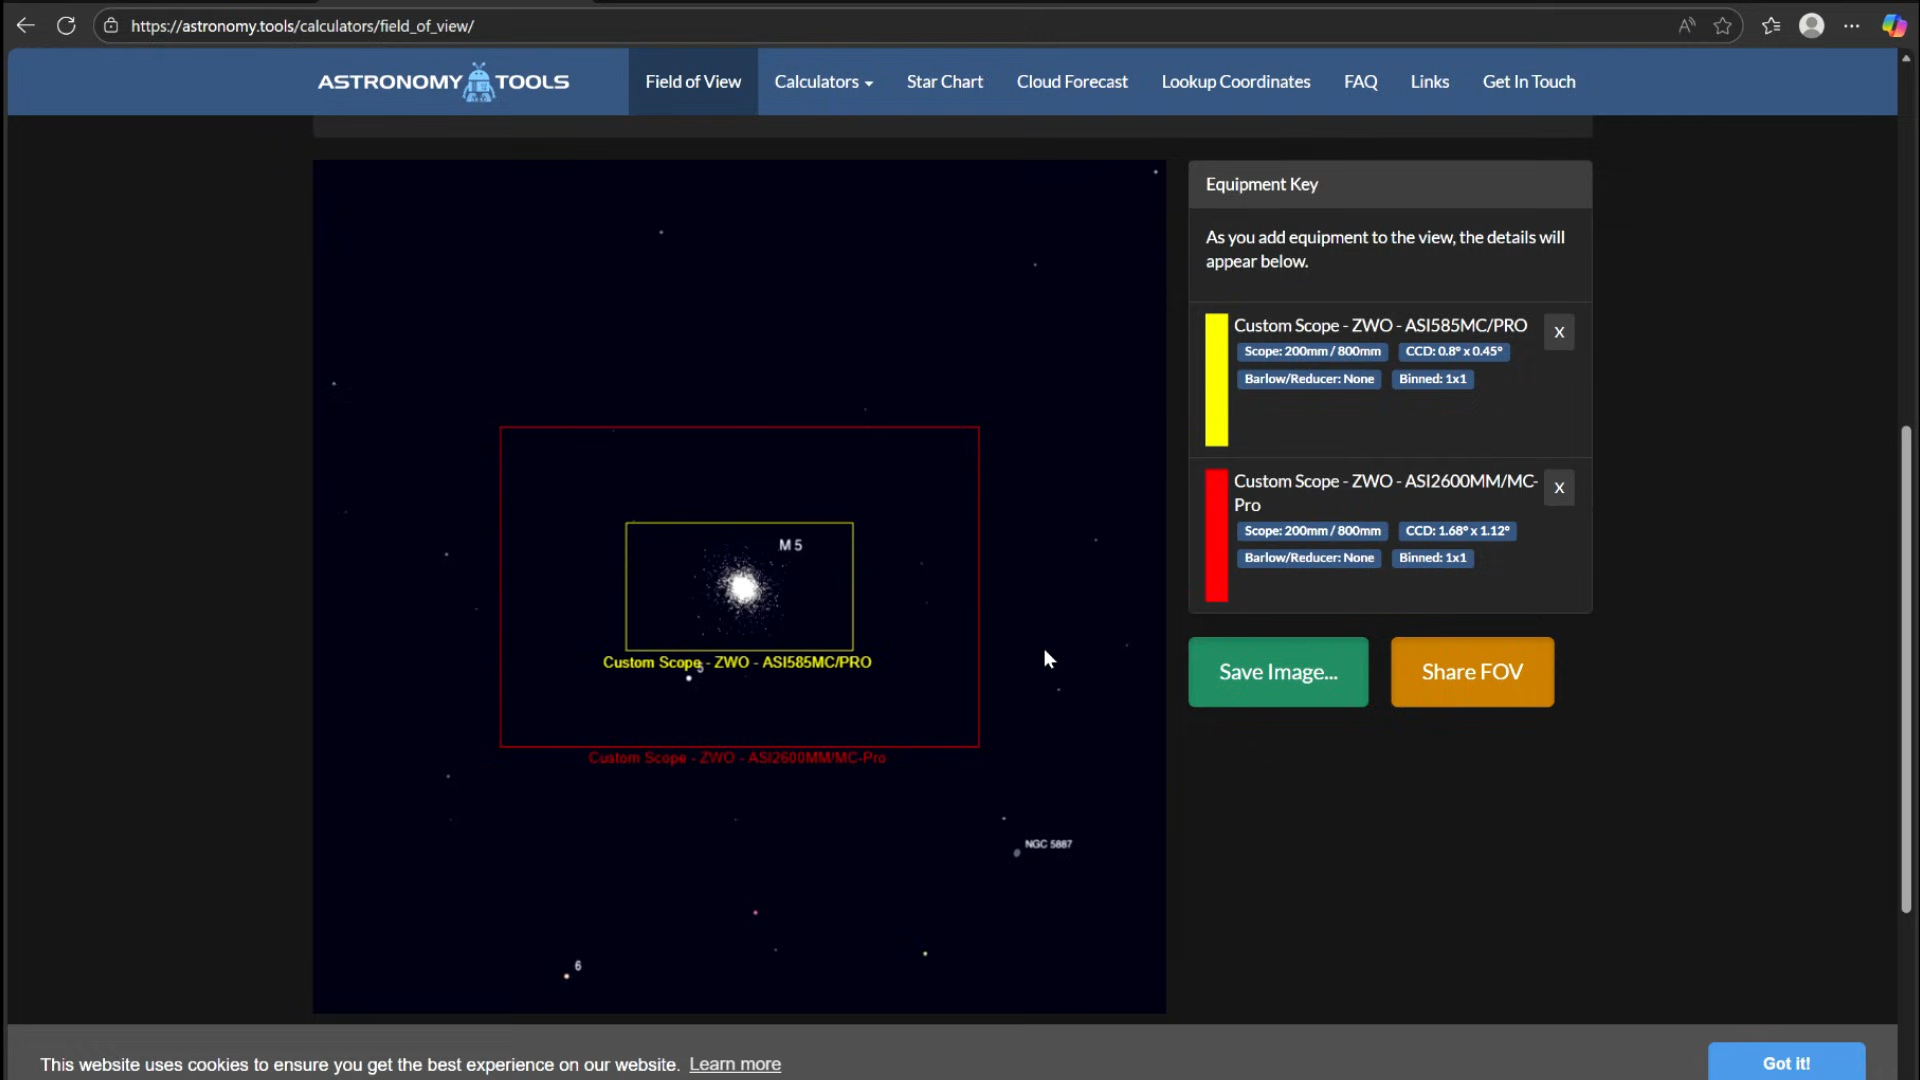 https://astronomy.tools/calculators/field_of_view/
ASTRONOMY TOOLS
Field of View
Calculators
Star Chart
Cloud Forecast
Lookup Coordinates
FAQ
Links
Get In Touch
M 5
Custom Scope - ZWO - ASI585MC/PRO
5
Custom Scope - ZWO - ASI2600MM/MC-Pro
NGC 5887
6
Equipment Key
As you add equipment to the view, the details will
appear below.
Custom Scope - ZWO - ASI585MC/PRO
X
Scope: 200mm / 800mm CCD: 0.8° x 0.45°
Barlow/Reducer: None Binned: 1x1
Custom Scope - ZWO - ASI2600MM/MC-
Pro
X
Scope: 200mm / 800mm CCD: 1.68° x 1.12°
Barlow/Reducer: None Binned: 1x1
Save Image...
Share FOV
This website uses cookies to ensure you get the best experience on our website. Learn more
Got it!